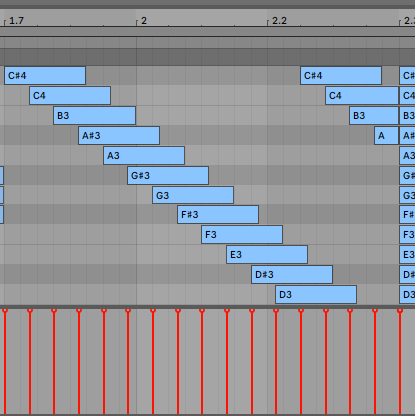 1.7 2 2.2 2.3
C#4 C#4 C#
C4 C4 C4
B3 B3 B3
A#3 A A#
A3 A3
G#3 G#
G3 G3
F#3 F#
F3 F3
E3 E3
D#3 D#
D3 D3